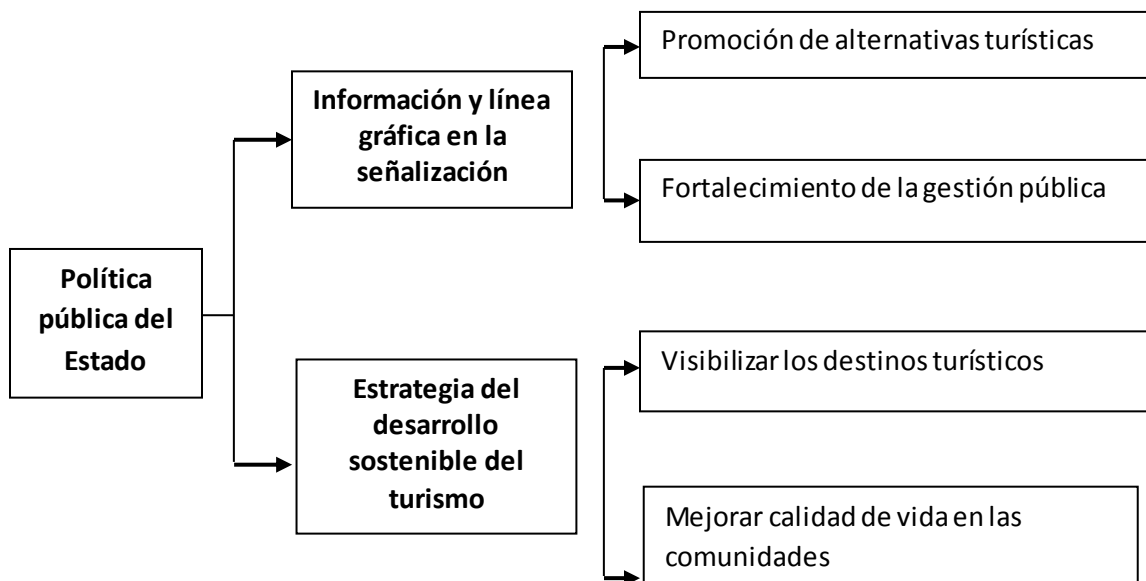 Política
pública del
Estado
Información y línea
gráfica en la
señalización
Promoción de alternativas turísticas
Fortalecimiento de la gestión pública
Estrategia del
desarrollo
sostenible del
turismo
Visibilizar los destinos turísticos
Mejorar calidad de vida en las
comunidades